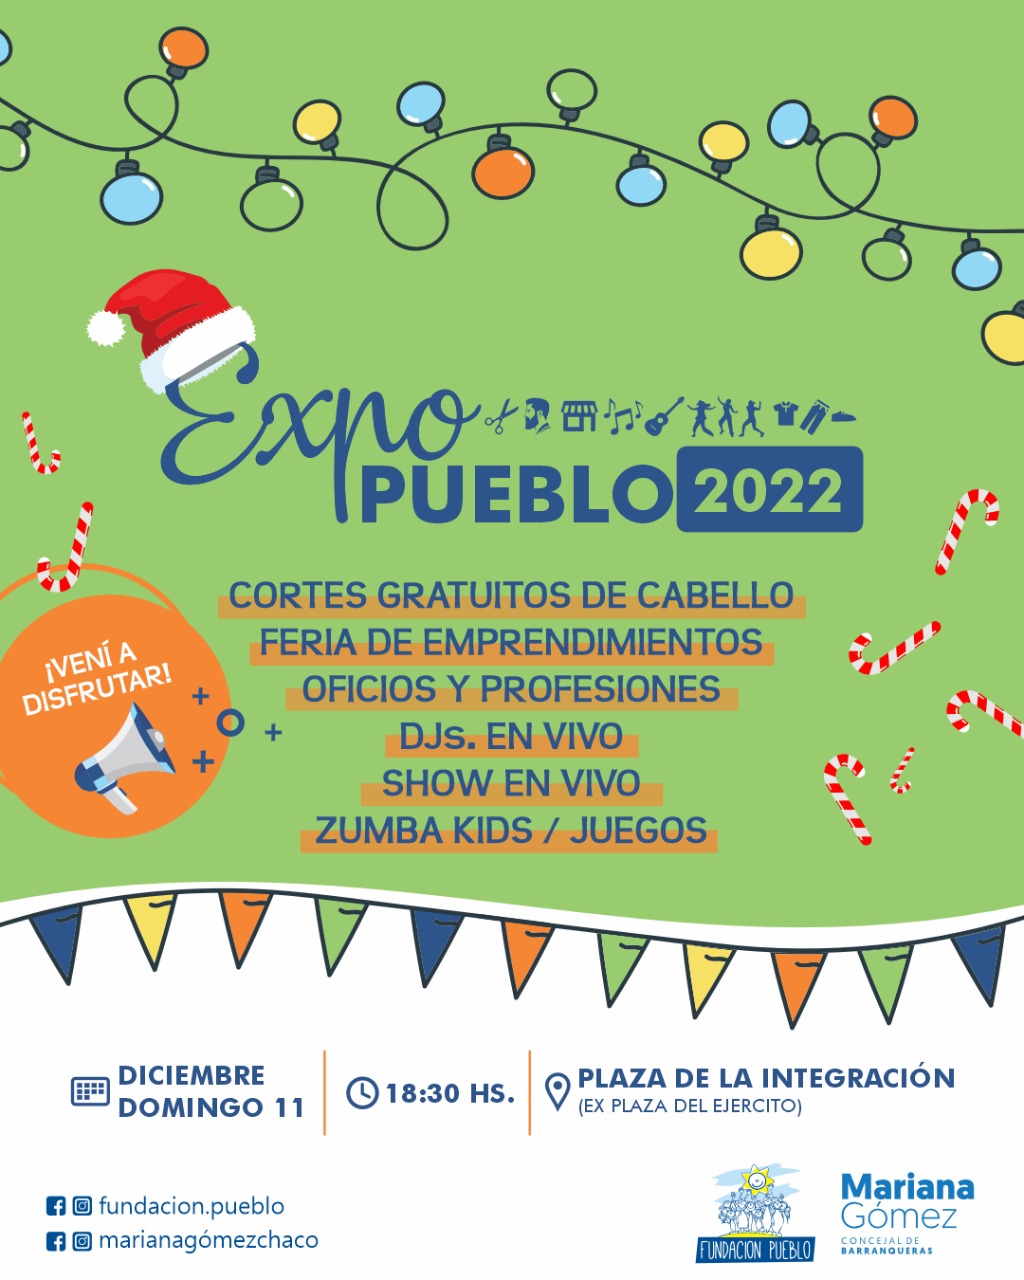 Expo
PUEBLO 2022
CORTES GRATUITOS DE CABELLO
FERIA DE EMPRENDIMIENTOS
OFICIOS Y PROFESIONES
DJs. EN VIVO
SHOW EN VIVO
ZUMBA KIDS / JUEGOS
¡VENÍ A
DISFRUTAR!
DICIEMBRE
DOMINGO 11
18:30 HS.
PLAZA DE LA INTEGRACIÓN
(EX PLAZA DEL EJERCITO)
fundacion.pueblo
marianagómezchaco
FUNDACION PUEBLO
Mariana
Gómez
CONCEJAL DE
BARRANQUERAS